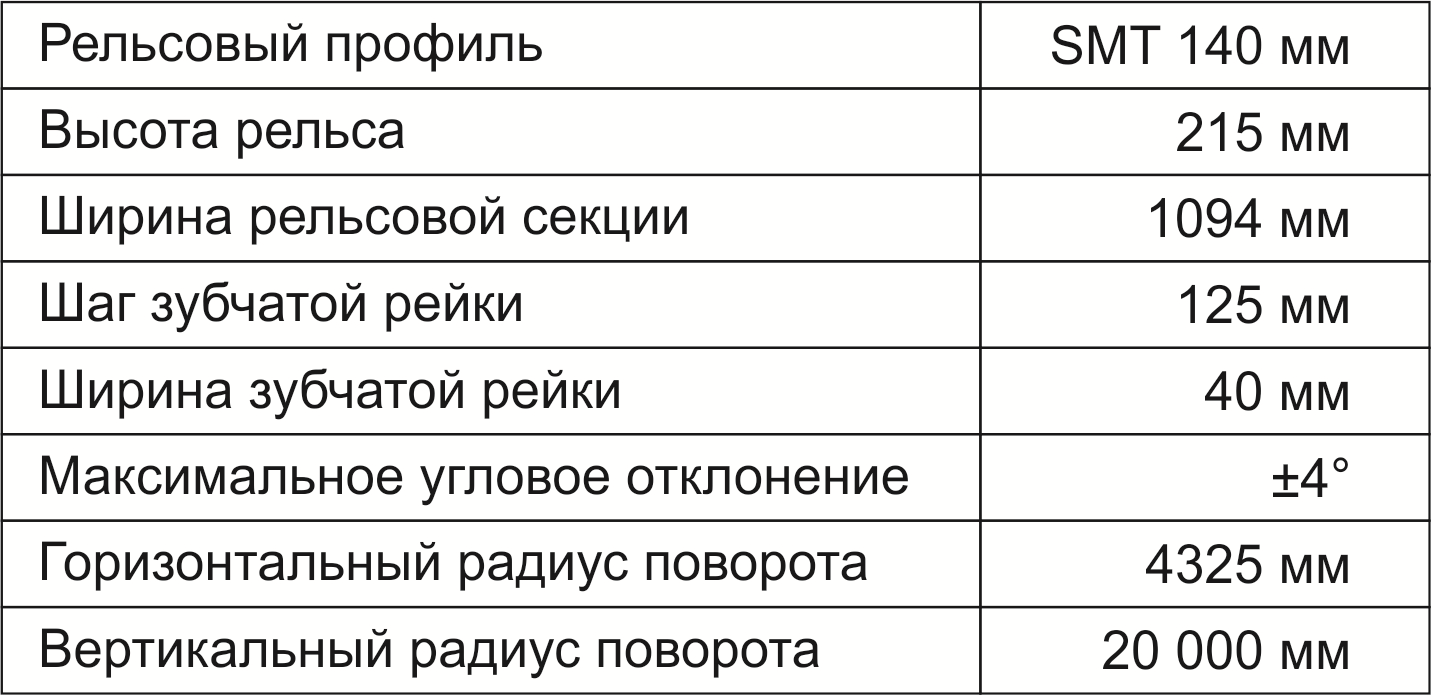 Рельсовый профиль SMT 140 мм
Высота рельса 215 мм
Ширина рельсовой секции 1094 мм
Шаг зубчатой рейки 125 мм
Ширина зубчатой рейки 40 мм
Максимальное угловое отклонение ±4°
Горизонтальный радиус поворота 4325 мм
Вертикальный радиус поворота 20 000 мм